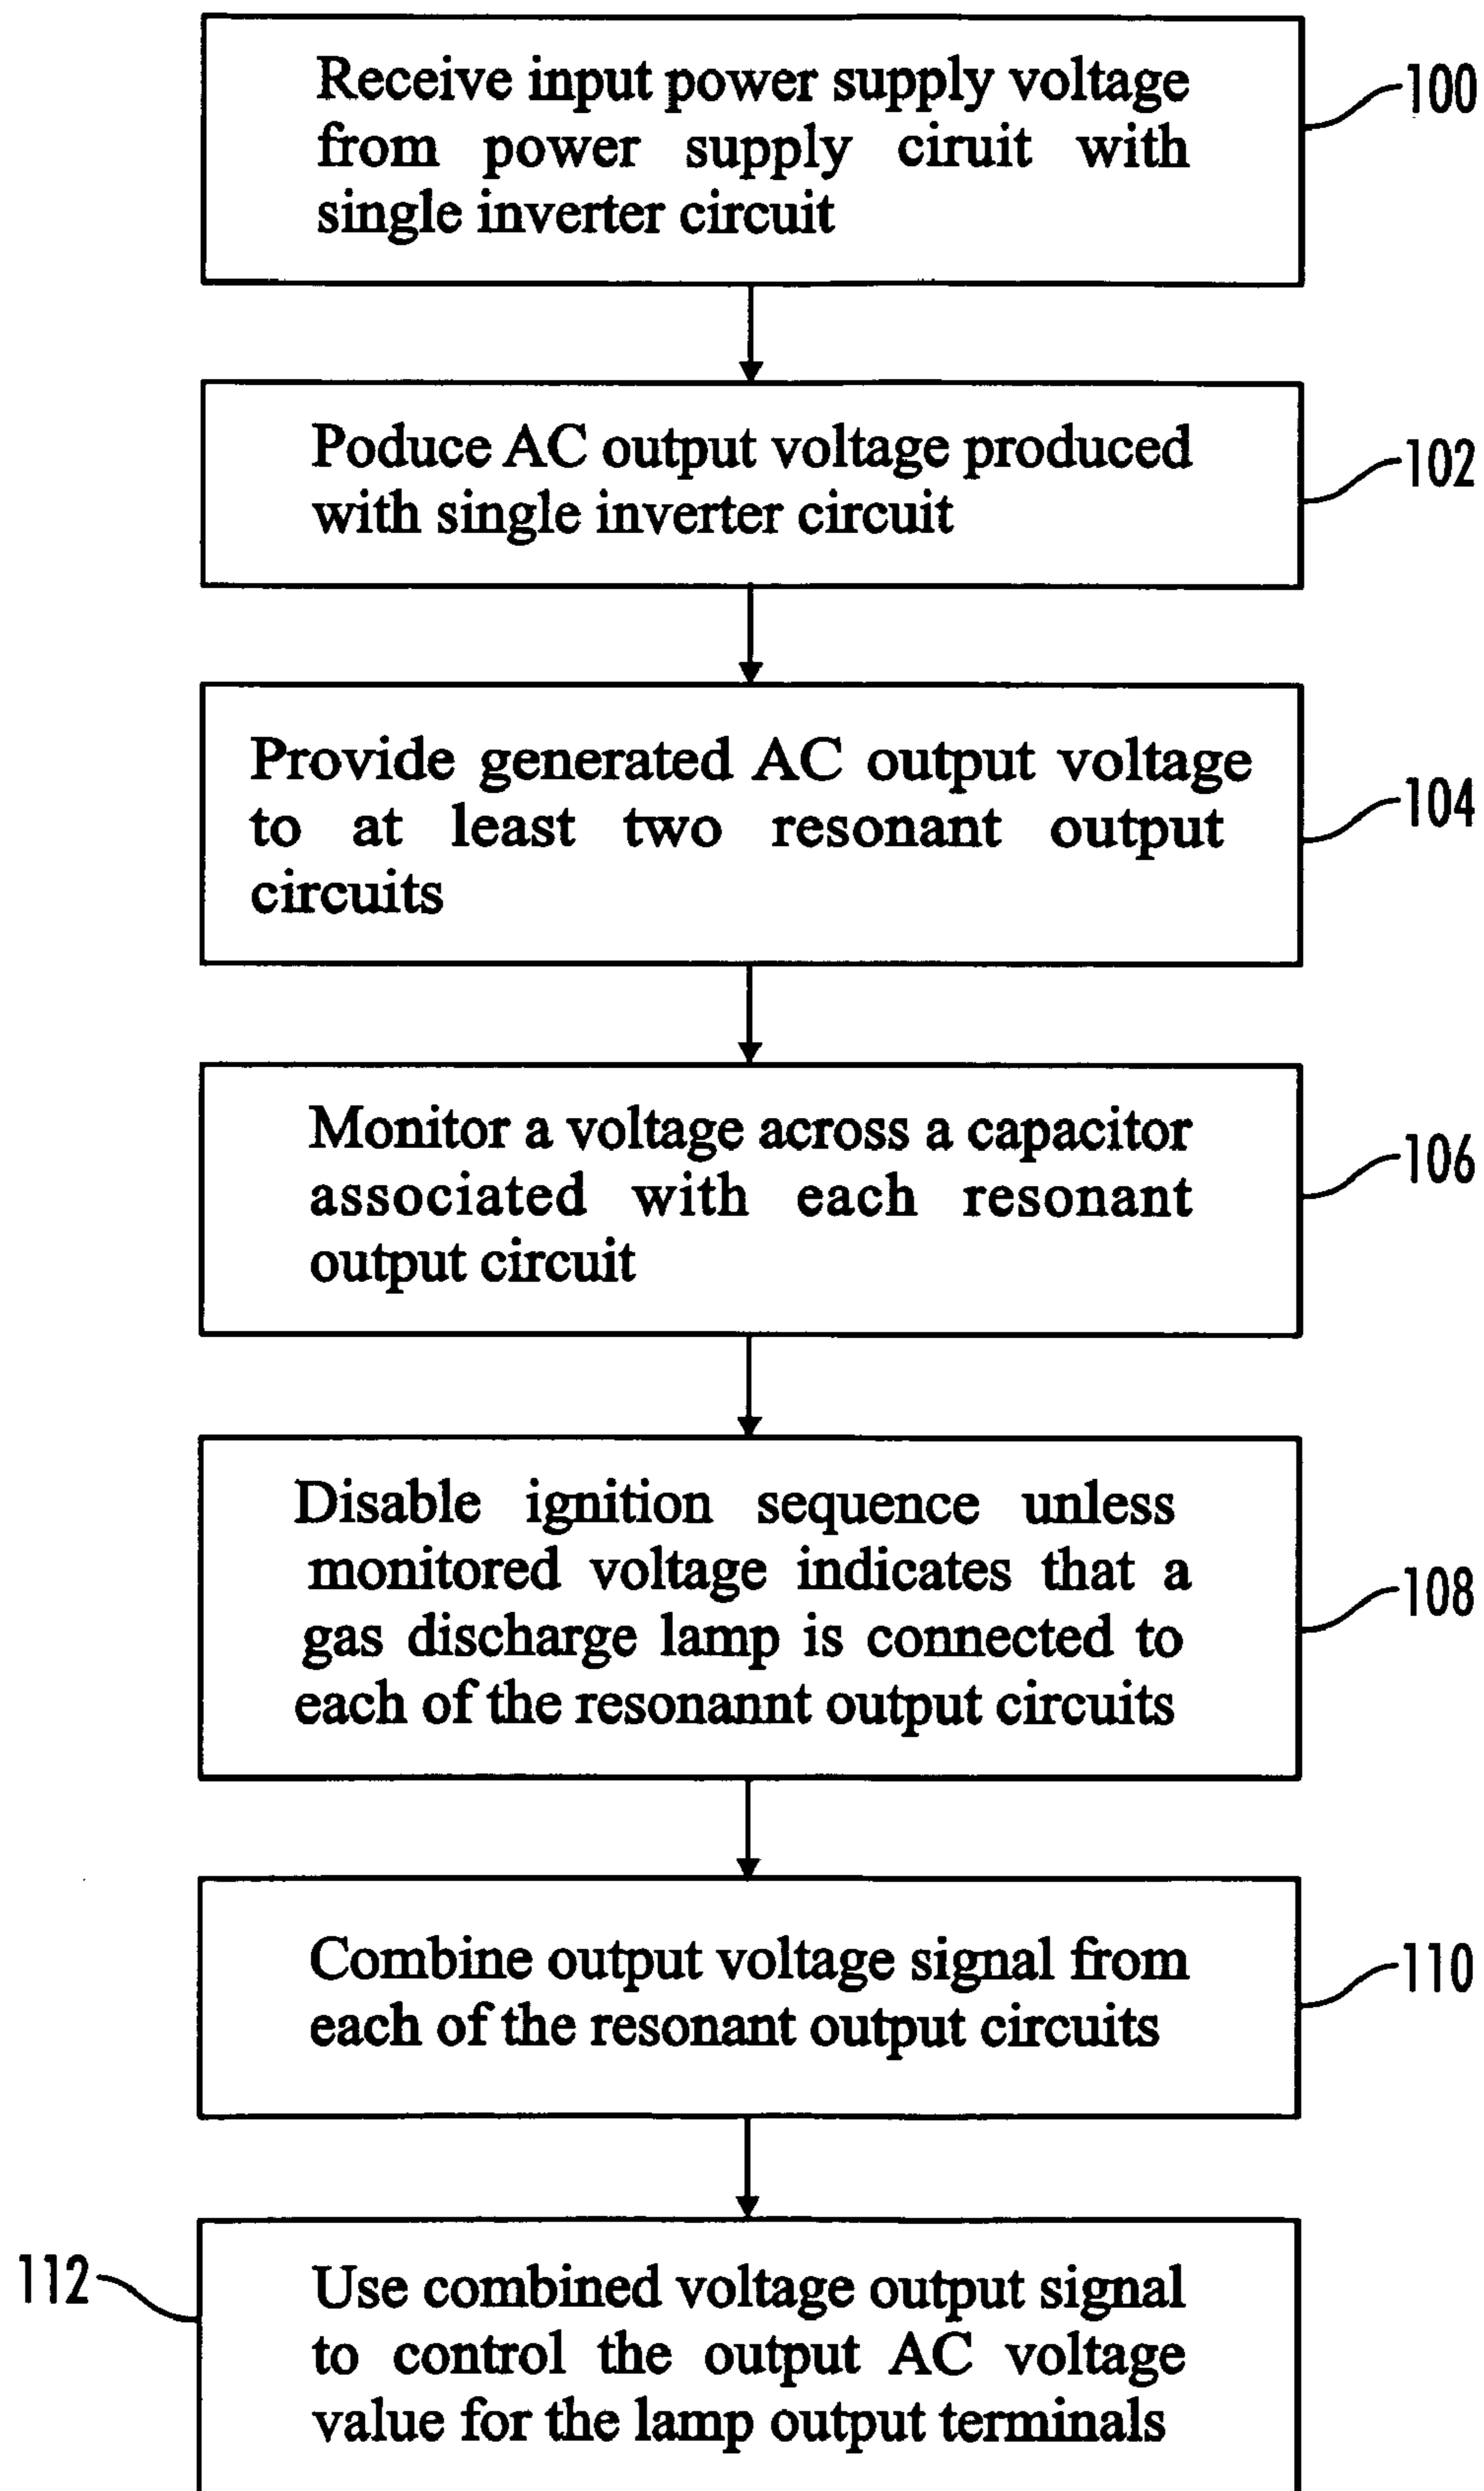 Receive input power supply voltage
from power supply ciruit with
single inverter circuit
100
Poduce AC output voltage produced
with single inverter circuit
102
Provide generated AC output voltage
to at least two resonant output
circuits
104
Monitor a voltage across a capacitor
associated with each resonant
output circuit
106
Disable ignition sequence unless
monitored voltage indicates that a
gas discharge lamp is connected to
each of the resonannt output circuits
108
Combine output voltage signal from
each of the resonant output circuits
110
112
Use combined voltage output signal
to control the output AC voltage
value for the lamp output terminals